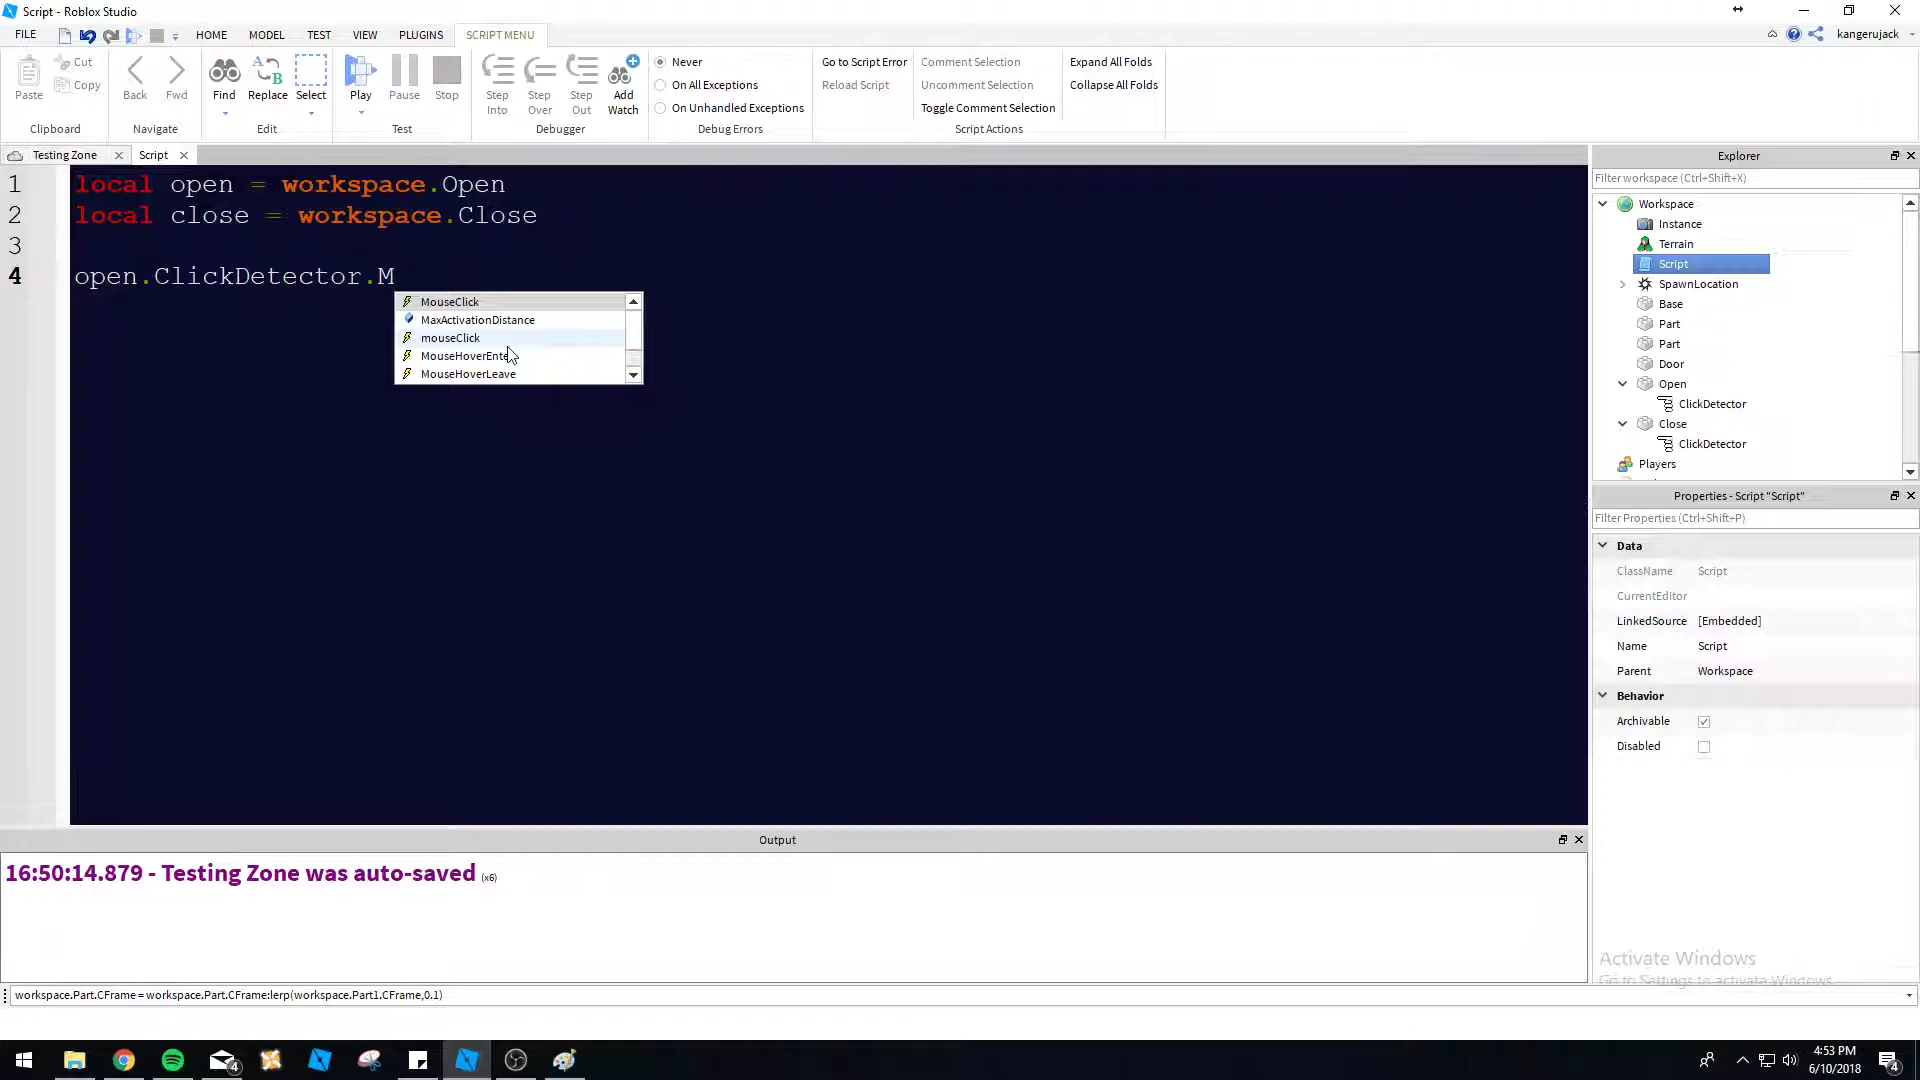 Script - Roblox Studio
FILE HOME MODEL TEST VIEW PLUGINS SCRIPT MENU kangerujack
Paste Cut Copy Back Fwd Find Replace Select Play Pause Stop Step Into Step Over Step Out Add Watch
Never
On All Exceptions
On Unhandled Exceptions
Go to Script Error
Reload Script
Comment Selection
Uncomment Selection
Toggle Comment Selection
Expand All Folds
Collapse All Folds
Clipboard Navigate Edit Test Debugger Debug Errors Script Actions
Testing Zone Script
1 local open = workspace.Open
2 local close = workspace.Close
3
4 open.ClickDetector.M
MouseClick
MaxActivationDistance
mouseClick
MouseHoverEnte
MouseHoverLeave
Explorer
Filter workspace (Ctrl+Shift+X)
Workspace
Instance
Terrain
Script
SpawnLocation
Base
Part
Part
Door
Open
ClickDetector
Close
ClickDetector
Players
Properties - Script "Script"
Filter Properties (Ctrl+Shift+P)
Data
ClassName Script
CurrentEditor
LinkedSource [Embedded]
Name Script
Parent Workspace
Behavior
Archivable
Disabled
Output
16:50:14.879 - Testing Zone was auto-saved (x6)
Activate Windows
Go to Settings to activate Windows.
workspace.Part.CFrame = workspace.Part.CFrame:lerp(workspace.Part1.CFrame,0.1)
4
4:53 PM
6/10/2018
4